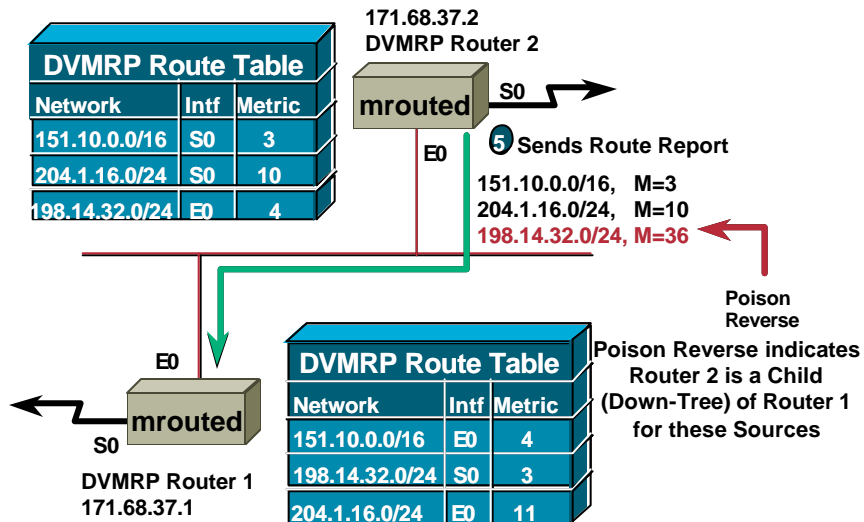 171.68.37.2
DVMRP Router 2
DVMRP Route Table
Network Intf Metric
151.10.0.0/16 S0 3
204.1.16.0/24 S0 10
198.14.32.0/24 E0 4
mrouted
S0
E0
5 Sends Route Report
151.10.0.0/16, M=3
204.1.16.0/24, M=10
198.14.32.0/24, M=36
Poison
Reverse
Poison Reverse indicates
Router 2 is a Child
(Down-Tree) of Router 1
for these Sources
E0
mrouted
S0
DVMRP Router 1
171.68.37.1
DVMRP Route Table
Network Intf Metric
151.10.0.0/16 E0 4
198.14.32.0/24 S0 3
204.1.16.0/24 E0 11